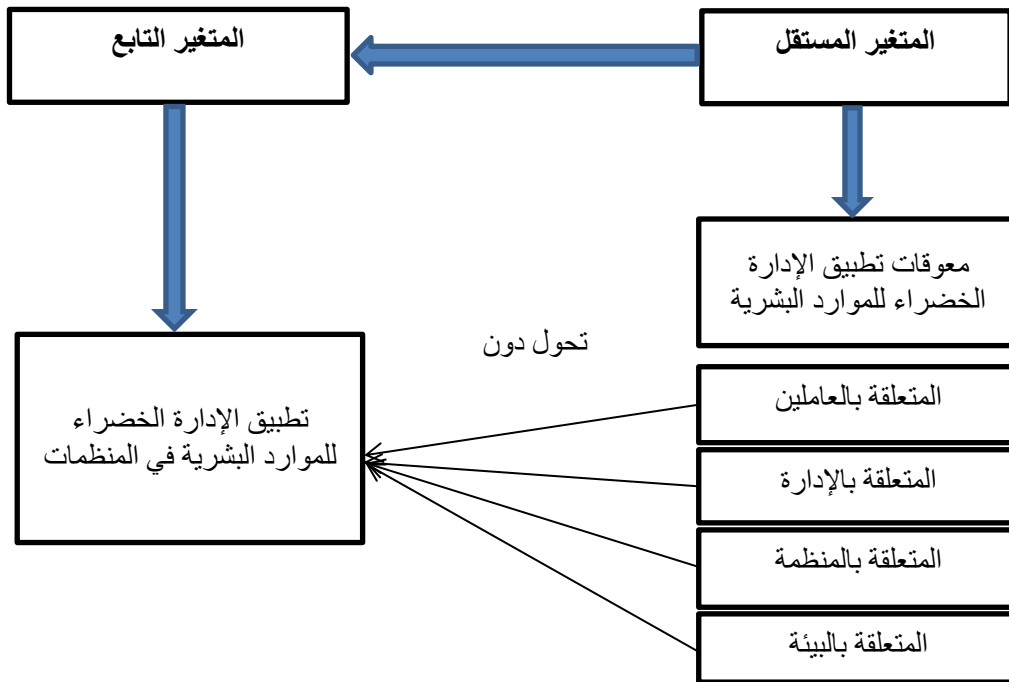 المتغير المستقل
المتغير التابع
معوقات تطبيق الإدارة
الخضراء للموارد البشرية
تحول دون
تطبيق الإدارة الخضراء
للموارد البشرية في المنظمات
المتعلقة بالعاملين
المتعلقة بالإدارة
المتعلقة بالمنظمة
المتعلقة بالبيئة